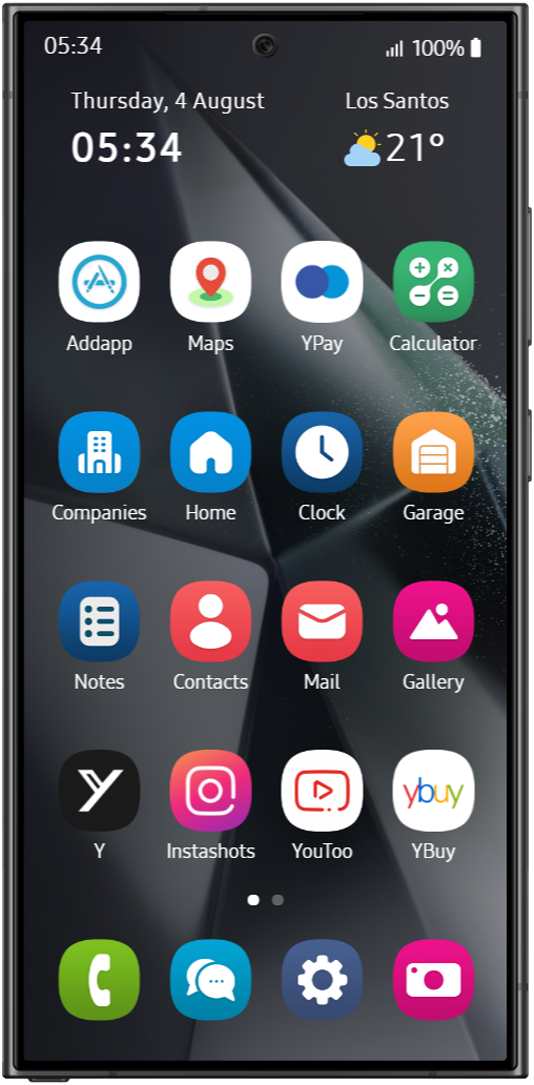 05:34 100%
Thursday, 4 August Los Santos
05:34 21°
Addapp Maps YPay Calculator
Companies Home Clock Garage
Notes Contacts Mail Gallery
ybuy
Y Instashots YouToo YBuy